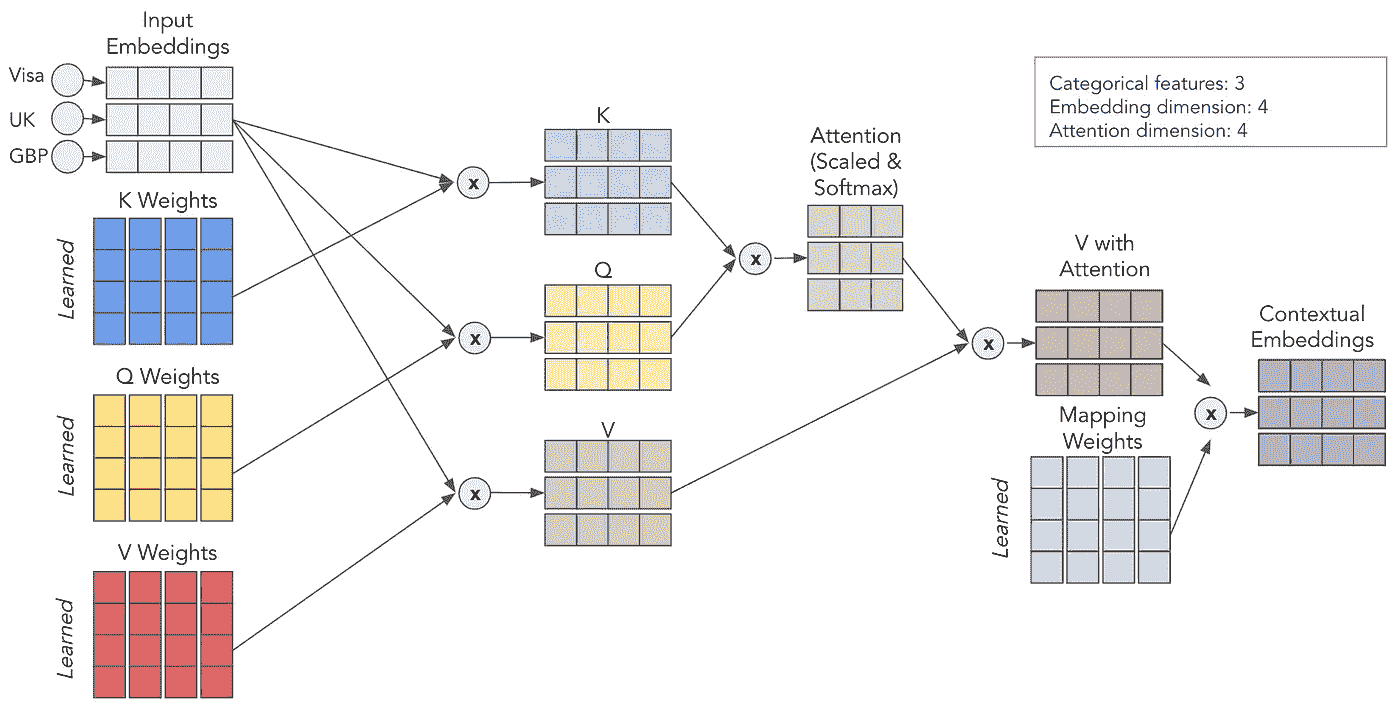 Input
Embeddings
Visa
UK
GBP
K Weights
Learned
Q Weights
Learned
V Weights
Learned
x
x
x
K
Q
V
x
Attention
(Scaled &
Softmax)
x
V with
Attention
Mapping
Weights
Learned
x
Contextual
Embeddings
Categorical features: 3
Embedding dimension: 4
Attention dimension: 4